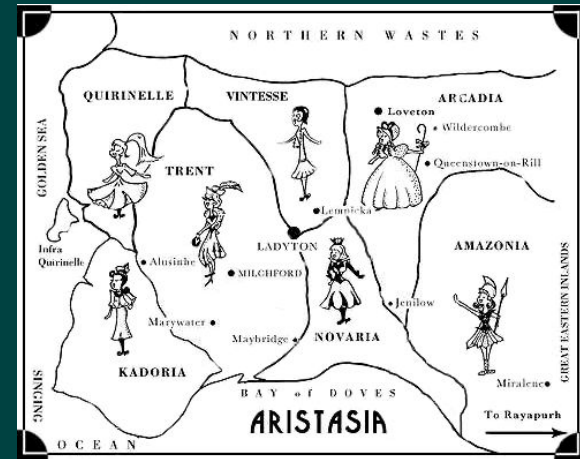 NORTHERN WASTES
QUIRINELLE
VINTESSE
ARCADIA
Loveton
Wildercombe
Queenstown-on-Rill
GOLDEN SEA
TRENT
Lemnicka
LADYTON
AMAZONIA
Infra
Quirinelle
Alusinhe
MILCHFORD
Jenilow
Marywater
Maybridge
NOVARIA
KADORIA
GREAT EASTERN INLANDS
Miralene
SINGING
OCEAN
BAY of DOVES
ARISTASIA
To Rayapurh